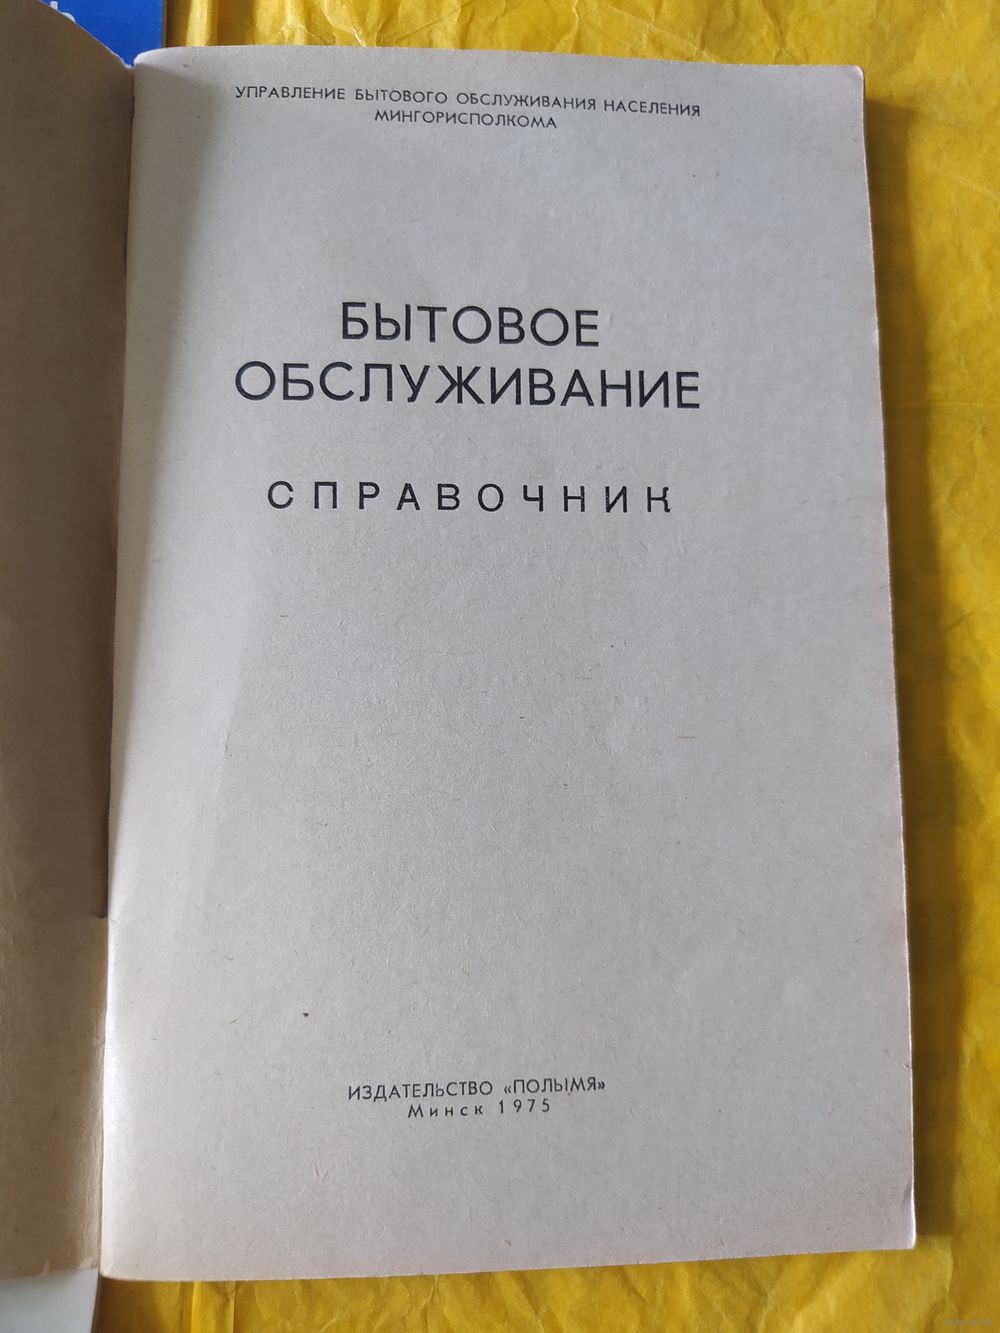 УПРАВЛЕНИЕ БЫТОВОГО ОБСЛУЖИВАНИЯ НАСЕЛЕНИЯ
МИНГОРИСПОЛКОМА
БЫТОВОЕ
ОБСЛУЖИВАНИЕ
СПРАВОЧНИК
ИЗДАТЕЛЬСТВО «ПОЛЫМЯ»
Минск 1975